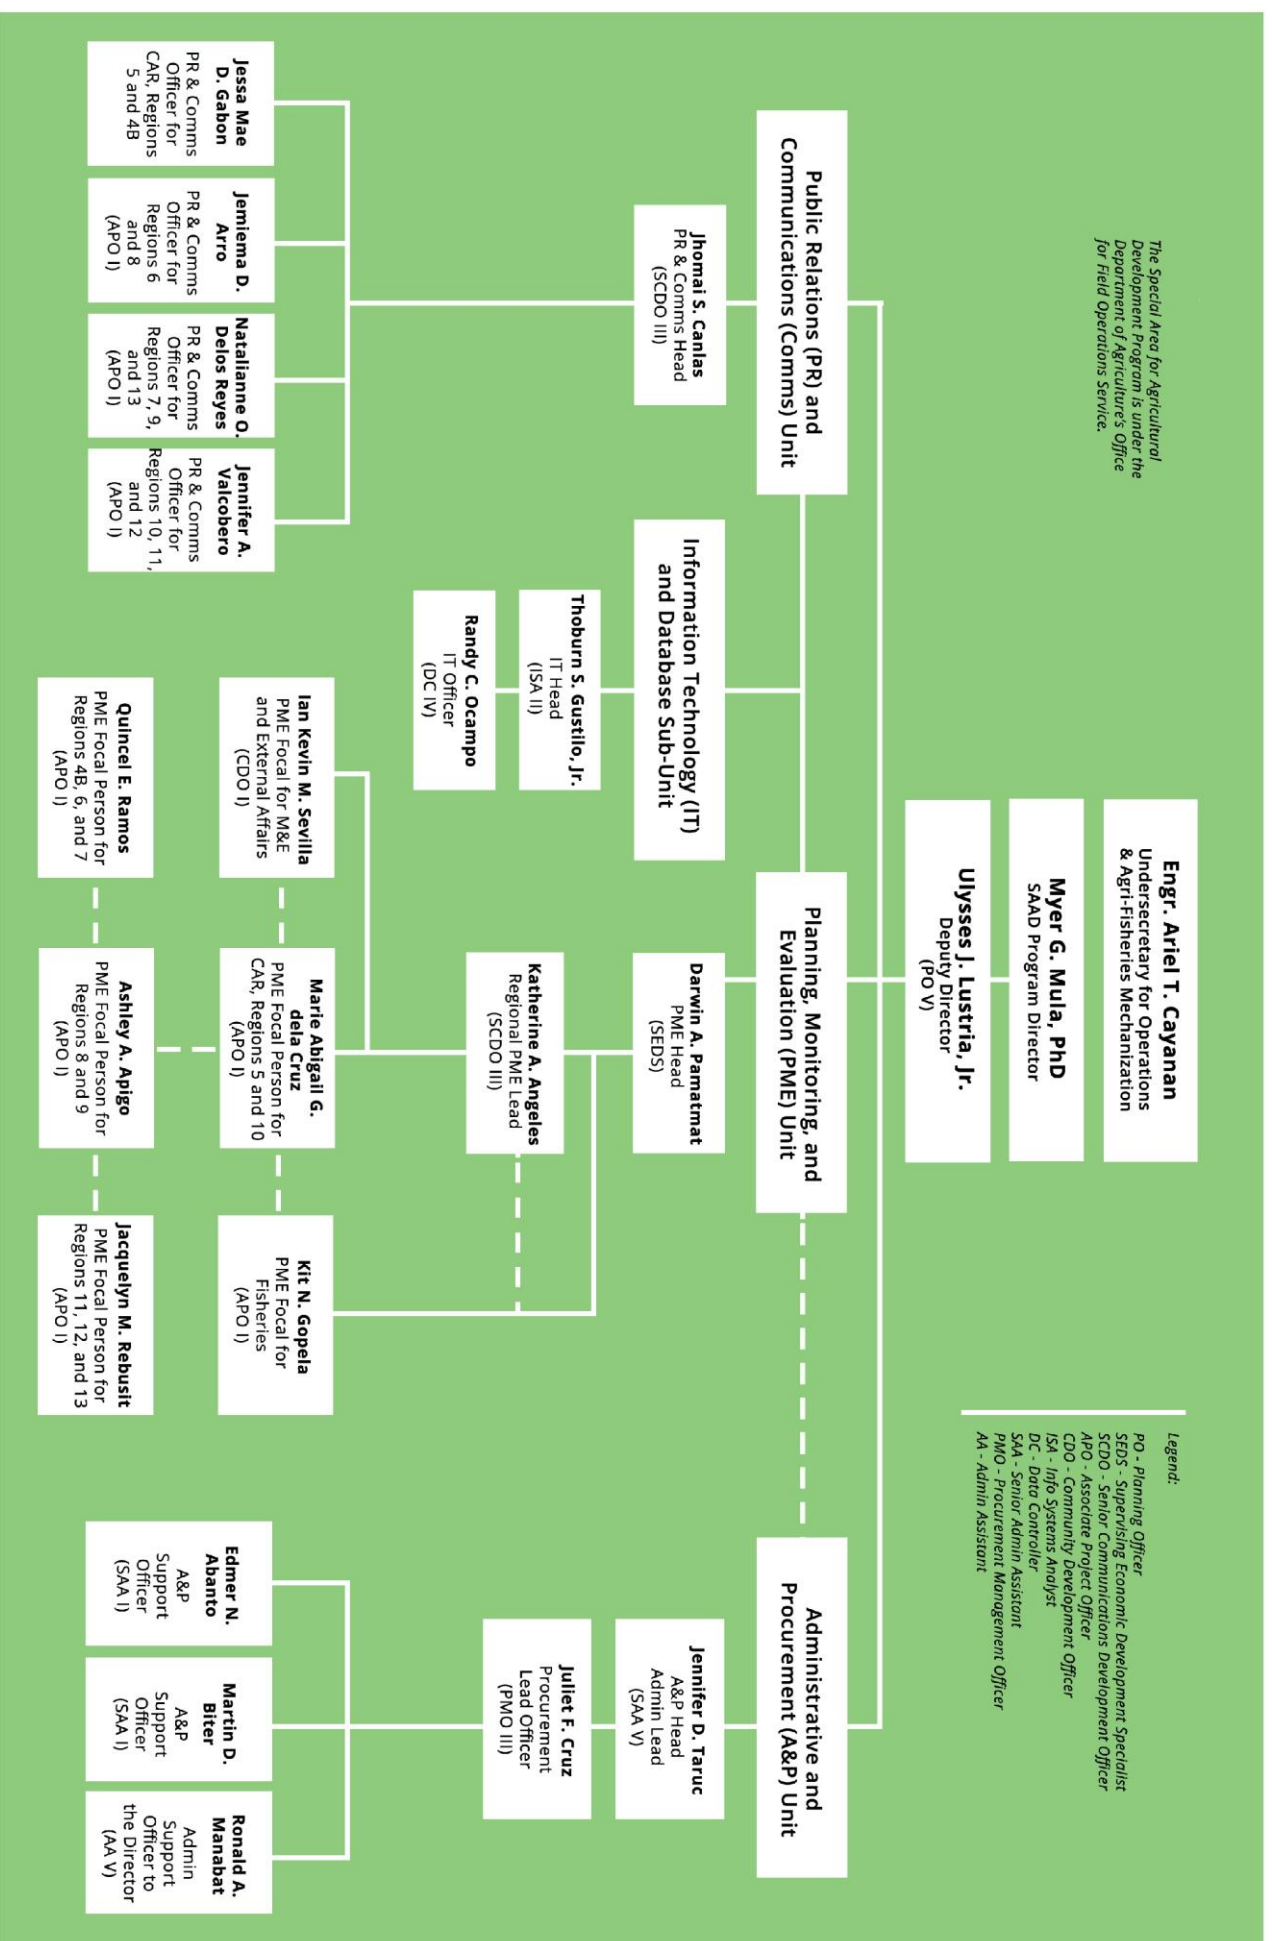 The Special Area for Agricultural
Development Program is under the
Department of Agriculture's Office
for Field Operations Service.
Engr. Ariel T. Cayanan
Undersecretary for Operations
& Agri-Fisheries Mechanization
Myer G. Mula, PhD
SAAD Program Director
Ulysses J. Lustria, Jr.
Deputy Director
(PO V)
Legend:
PO - Planning Officer
SEDS - Supervising Economic Development Specialist
SCDO - Senior Communications Development Officer
APO - Associate Project Officer
CDO - Community Development Officer
ISA - Info Systems Analyst
DC - Data Controller
SAA - Senior Admin Assistant
PMO - Procurement Management Officer
AA - Admin Assistant
Public Relations (PR) and
Communications (Comms) Unit
Jhomai S. Canlas
PR & Comms Head
(SCDO III)
Jessa Mae
D. Gabon
PR & Comms
Officer for
CAR, Regions
5 and 4B
Jemiema D.
Arro
PR & Comms
Officer for
Regions 6
and 8
(APO I)
Natalianne O.
Delos Reyes
PR & Comms
Officer for
Regions 7, 9,
and 13
(APO I)
Jennifer A.
Valcobero
PR & Comms
Officer for
Regions 10, 11,
and 12
(APO I)
Information Technology (IT)
and Database Sub-Unit
Thoburn S. Gustilo, Jr.
IT Head
(ISA II)
Randy C. Ocampo
IT Officer
(DC IV)
Planning, Monitoring, and
Evaluation (PME) Unit
Darwin A. Pamatmat
PME Head
(SEDS)
Katherine A. Angeles
Regional PME Lead
(SCDO III)
Ian Kevin M. Sevilla
PME Focal for M&E
and External Affairs
(CDO I)
Marie Abigail G.
dela Cruz
PME Focal Person for
CAR, Regions 5 and 10
(APO I)
Kit N. Gopela
PME Focal for
Fisheries
(APO I)
Quincel E. Ramos
PME Focal Person for
Regions 4B, 6, and 7
(APO I)
Ashley A. Apigo
PME Focal Person for
Regions 8 and 9
(APO I)
Jacquelyn M. Rebusit
PME Focal Person for
Regions 11, 12, and 13
(APO I)
Administrative and
Procurement (A&P) Unit
Jennifer D. Taruc
A&P Head
Admin Lead
(SAA V)
Juliet F. Cruz
Procurement
Lead Officer
(PMO III)
Edmer N.
Abanto
A&P
Support
Officer
(SAA I)
Martin D.
Biter
A&P
Support
Officer
(SAA I)
Ronald A.
Manabat
Admin
Support
Officer to
the Director
(AA V)